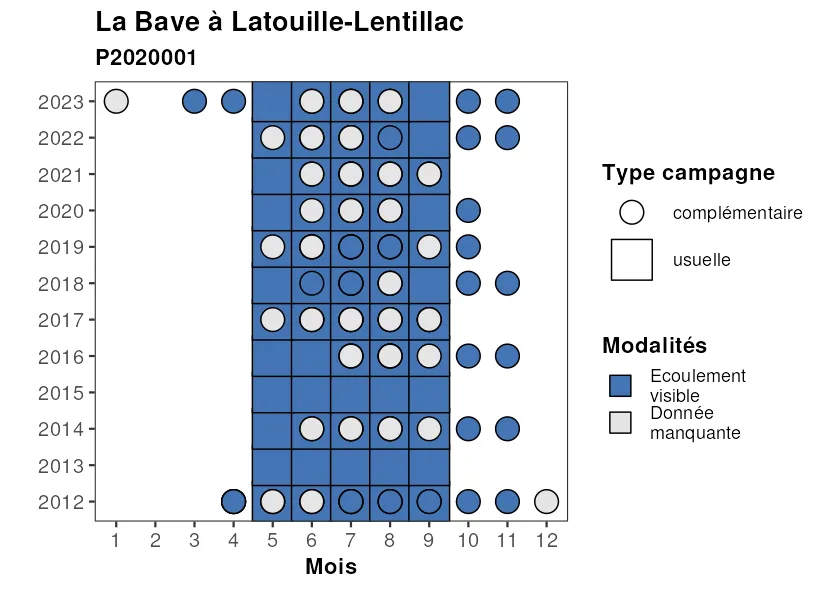 La Bave à Latouille-Lentillac
P2020001
2023
2022
2021
2020
2019
2018
2017
2016
2015
2014
2013
2012
1 2 3 4 5 6 7 8 9 10 11 12
Mois
Type campagne
complémentaire
usuelle
Modalités
Ecoulement
visible
Donnée
manquante